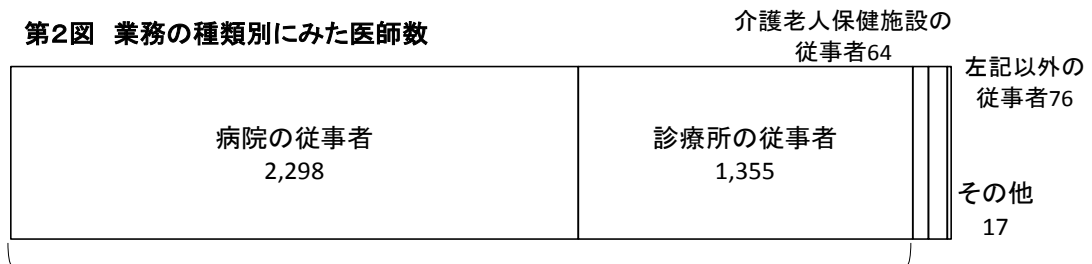 第2図 業務の種類別にみた医師数
介護老人保健施設の
従事者64
左記以外の
従事者76
病院の従事者
2,298
診療所の従事者
1,355
その他
17